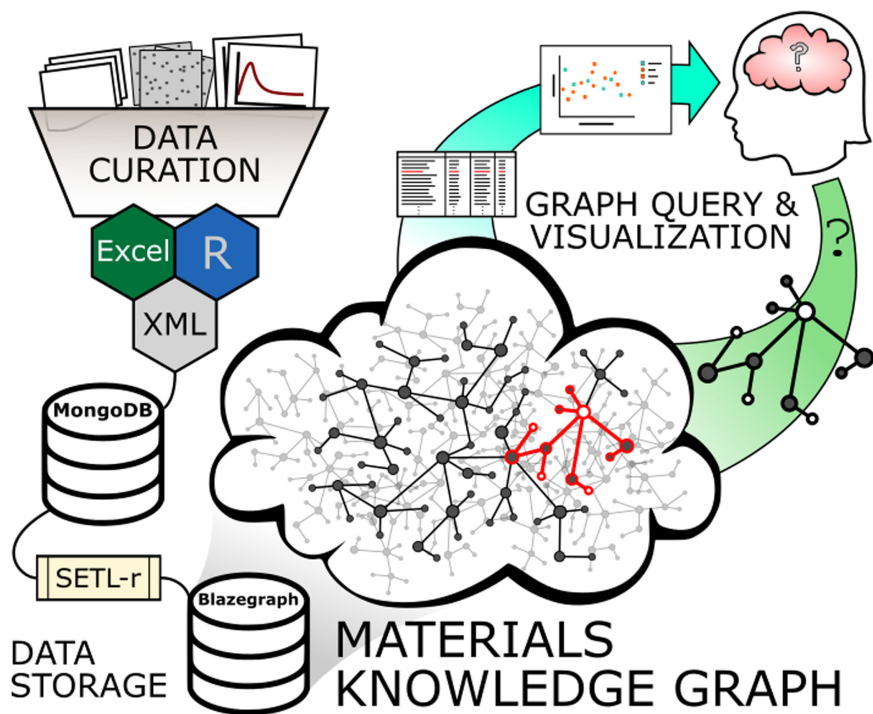 DATA
CURATION
Excel
R
XML
MongoDB
SETL-r
Blazegraph
DATA
STORAGE
?
GRAPH QUERY &
VISUALIZATION
?
MATERIALS
KNOWLEDGE GRAPH